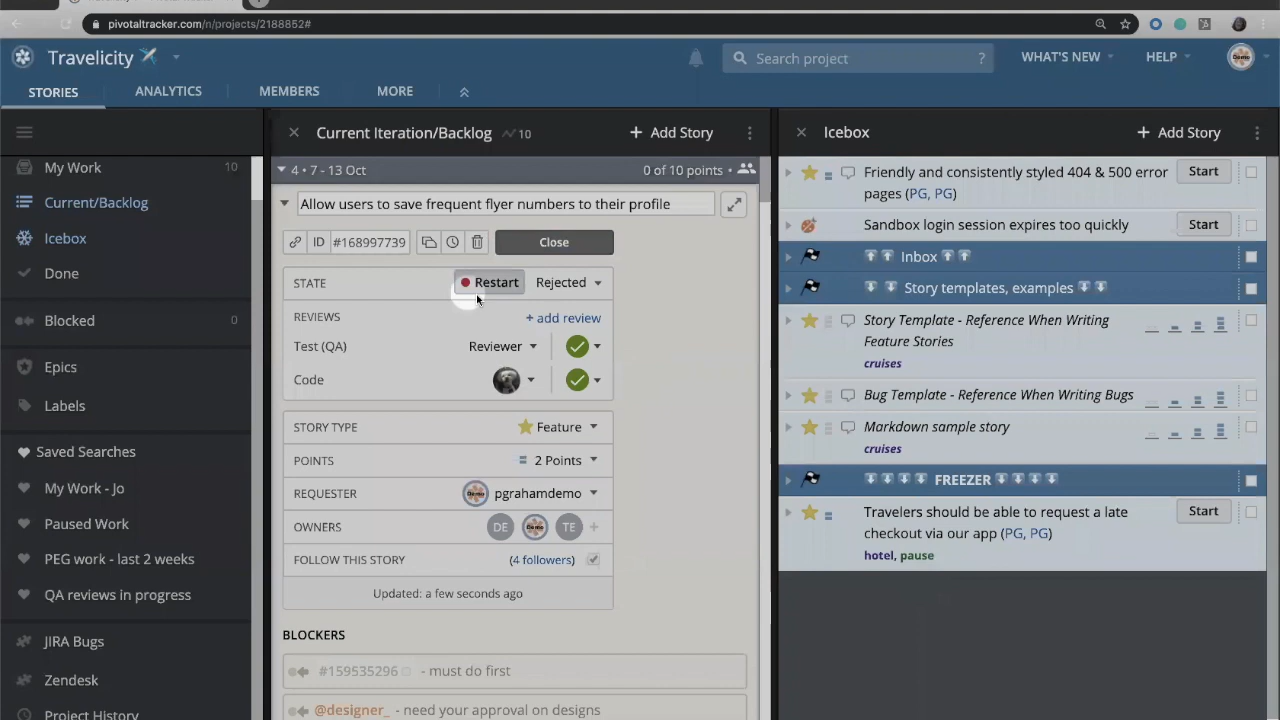 pivotaltracker.com/n/projects/2188852#
Travelicity
Search project
?
WHAT'S NEW
HELP
Demo
STORIES
ANALYTICS
MEMBERS
MORE
My Work
10
Current/Backlog
Icebox
Done
Blocked
0
Epics
Labels
Saved Searches
My Work - Jo
Paused Work
PEG work - last 2 weeks
QA reviews in progress
JIRA Bugs
Zendesk
Project History
Current Iteration/Backlog
10
+ Add Story
4 • 7 - 13 Oct
0 of 10 points •
Allow users to save frequent flyer numbers to their profile
ID
#168997739
Close
STATE
Restart
Rejected
REVIEWS
+ add review
Test (QA)
Reviewer
Code
STORY TYPE
Feature
POINTS
2 Points
REQUESTER
Demo
pgrahamdemo
OWNERS
DE
Demo
TE
+
FOLLOW THIS STORY
(4 followers)
Updated: a few seconds ago
BLOCKERS
#159535296 - must do first
@designer_ - need your approval on designs
Icebox
+ Add Story
Friendly and consistently styled 404 & 500 error
pages (PG, PG)
Start
Sandbox login session expires too quickly
Start
Inbox
Story templates, examples
Story Template - Reference When Writing
Feature Stories
cruises
Bug Template - Reference When Writing Bugs
Markdown sample story
cruises
FREEZER
Travelers should be able to request a late
checkout via our app (PG, PG)
hotel, pause
Start